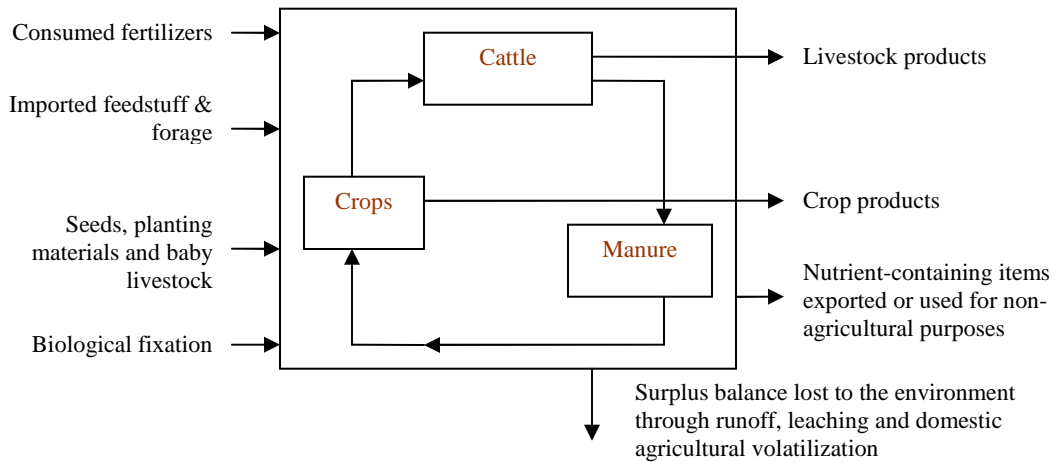 Consumed fertilizers
Imported feedstuff &
forage
Seeds, planting
materials and baby
livestock
Biological fixation
Cattle
Crops
Manure
Livestock products
Crop products
Nutrient-containing items
exported or used for non-
agricultural purposes
Surplus balance lost to the environment
through runoff, leaching and domestic
agricultural volatilization